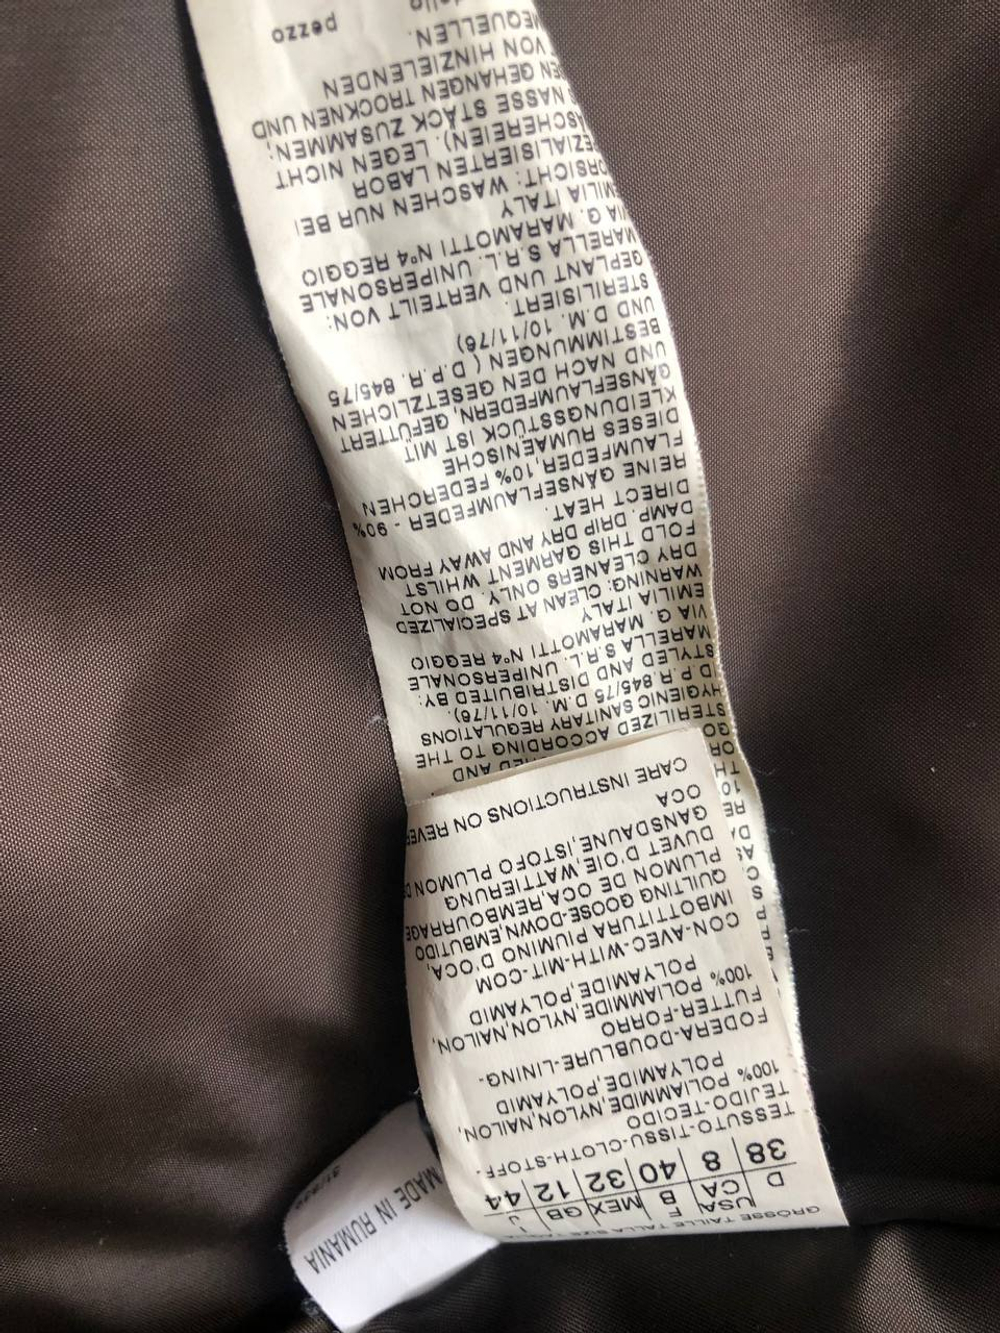 GRÖSSE TAILLE TALLA SIZE
D USA CA F B MEX GB J
38 8 40 32 12 44
TESSUTO-TISSU-CLOTH-STOFF-
TEJIDO-TECIDO
100% POLIAMMIDE,NYLON,NAILON,
POLYAMIDE,POLYAMID
FODERA-DOUBLURE-LINING-
FUTTER-FORRO
100% POLIAMMIDE,NYLON,NAILON,
POLYAMIDE,POLYAMID
CON-AVEC-WITH-MIT-COM
IMBOTTITURA PIUMINO D'OCA,
QUILTING GOOSE-DOWN,EMBUTIDO
PLUMON DE OCA,REMBOURRAGE
DUVET D'OIE,WATTIERUNG
GANSDAUNE,ISTOFO PLUMON
OCA
CARE INSTRUCTIONS ON
MADE IN RUMANIA
AND
STERILIZED ACCORDING TO THE
HYGIENIC SANITARY REGULATIONS
(D.P.R.845/75 D.M. 10/11/76).
STYLED AND DISTRIBUTED BY:
MARELLA S.R.L. UNIPERSONALE
VIA G. MARAMOTTI N°4 REGGIO
EMILIA ITALY
WARNING: CLEAN AT SPECIALIZED
DRY CLEANERS ONLY. DO NOT
FOLD THIS GARMENT WHILST
DAMP. DRIP DRY AND AWAY FROM
DIRECT HEAT.
REINE GÄNSEFLAUMFEDER - 90%
FLAUMFEDER,10% FEDERCHEN
DIESES RUMAENISCHE
KLEIDUNGSSTÜCK IST MIT
GÄNSEFLAUMFEDERN, GEFÜTTERT
UND NACH DEN GESETZLICHEN
BESTIMMUNGEN ( D.P.R. 845/75
UND D.M. 10/11/76)
STERILISIERT.
GEPLANT UND VERTEILT VON:
MARELLA S.R.L. UNIPERSONALE
VIA G. MARAMOTTI N°4 REGGIO
EMILIA ITALY
VORSICHT: WASCHEN NUR BEI
SPEZIALISIERTEN LABOR
(WASCHEREIEN). LEGEN NICHT
NASSE STÄCK ZUSAMMEN;
GEHANGEN TROCKNEN UND
VON HINZIELENDEN
pezzo